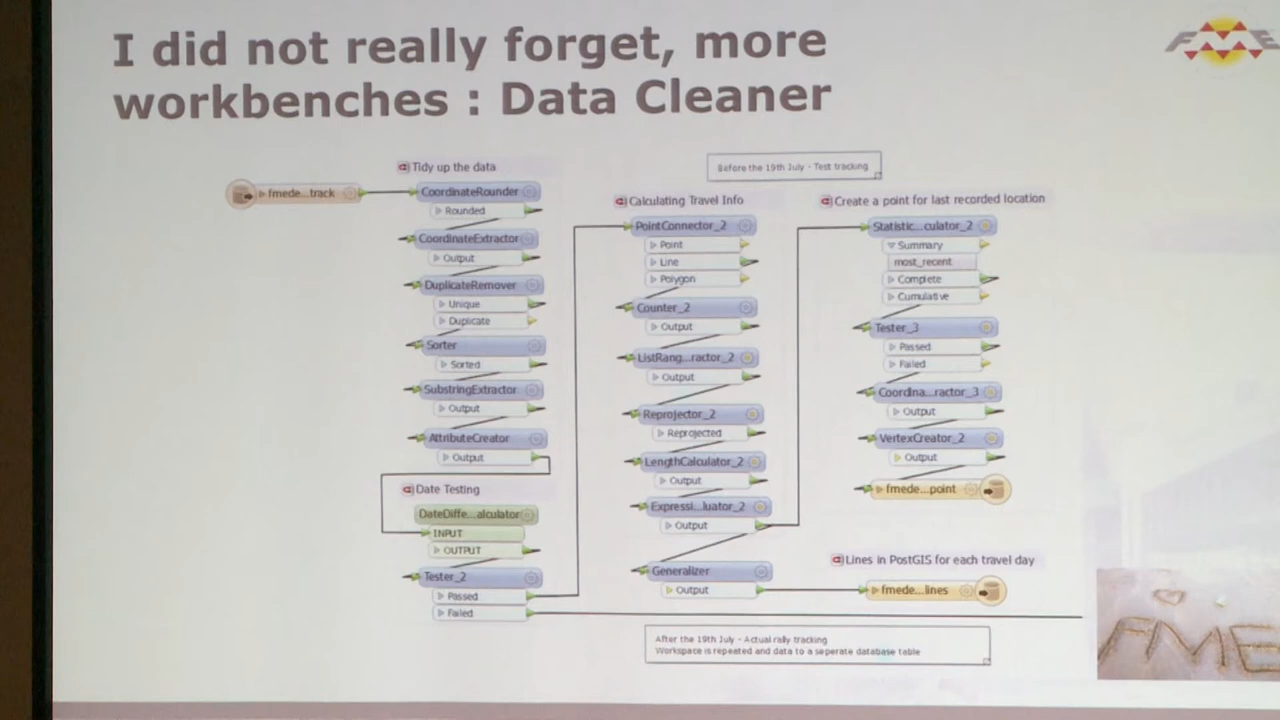 I did not really forget, more
workbenches : Data Cleaner
FME
Tidy up the data
fmede...track
CoordinateRounder
Rounded
CoordinateExtractor
Output
DuplicateRemover
Unique
Duplicate
Sorter
Sorted
SubstringExtractor
Output
AttributeCreator
Output
Date Testing
DateDiffe...alculator
INPUT
OUTPUT
Tester_2
Passed
Failed
Before the 19th July - Test tracking
Calculating Travel Info
PointConnector_2
Point
Line
Polygon
Counter_2
Output
ListRang...ractor_2
Output
Reprojector_2
Reprojected
LengthCalculator_2
Output
Expressi...luator_2
Output
Generalizer
Output
Create a point for last recorded location
Statistic...culator_2
Summary
most_recent
Complete
Cumulative
Tester_3
Passed
Failed
Coordina...ractor_3
Output
VertexCreator_2
Output
fmede...point
Lines in PostGIS for each travel day
fmede...lines
After the 19th July - Actual rally tracking
Workspace is repeated and data to a seperate database table
FME